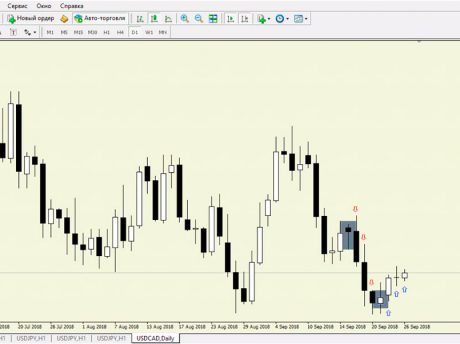 Сервис Окно Справка
Новый ордер Авто-торговля
T M1 M5 M15 M30 H1 H4 D1 W1 MN
2018 20 Jul 2018 26 Jul 2018 1 Aug 2018 7 Aug 2018 13 Aug 2018 17 Aug 2018 23 Aug 2018 29 Aug 2018 4 Sep 2018 10 Sep 2018 14 Sep 2018 20 Sep 2018 26 Sep 2018
H1 USDJPY,H1 USDJPY,H1 USDJPY,H1 USDCAD,Daily